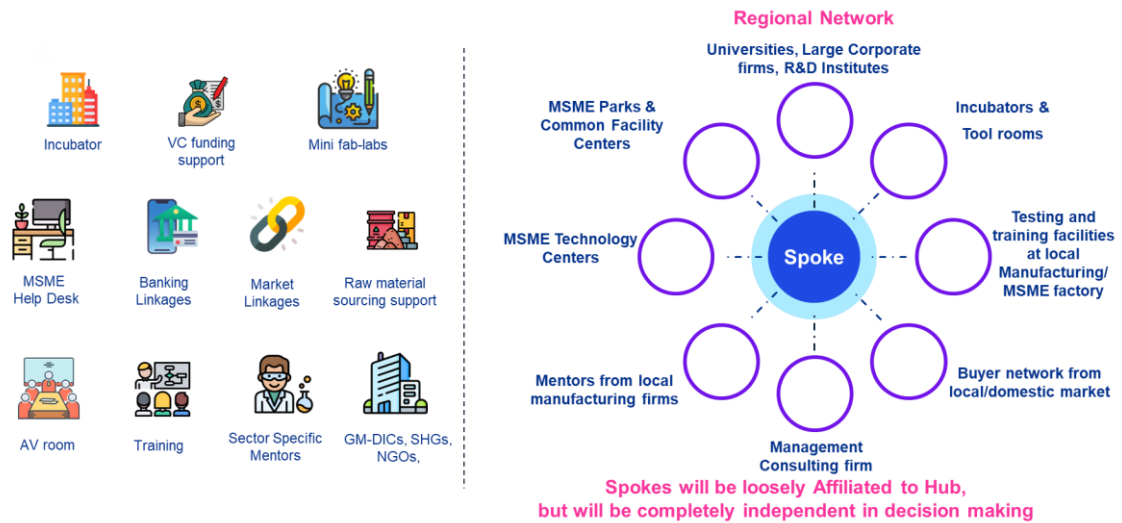 Incubator
VC funding
support
Mini fab-labs
MSME
Help Desk
Banking
Linkages
Market
Linkages
Raw material
sourcing support
AV room
Training
Sector Specific
Mentors
GM-DICs, SHGs,
NGOs,
Regional Network
Universities, Large Corporate
firms, R&D Institutes
MSME Parks &
Common Facility
Centers
Incubators &
Tool rooms
MSME Technology
Centers
Spoke
Testing and
training facilities
at local
Manufacturing/
MSME factory
Mentors from local
manufacturing firms
Buyer network from
local/domestic market
Management
Consulting firm
Spokes will be loosely Affiliated to Hub,
but will be completely independent in decision making